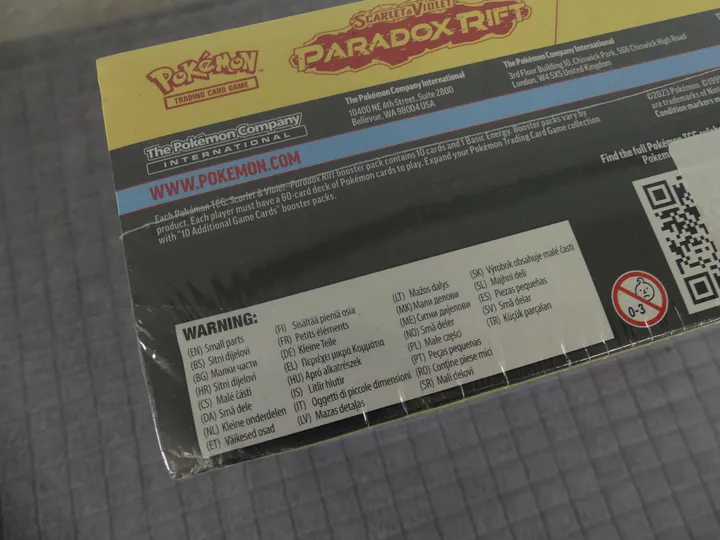 SCARLET & VIOLET
PARADOX RIFT
Pokémon
TRADING CARD GAME
The Pokémon Company International
10400 NE 4th Street, Suite 2800
Bellevue, WA 98004 USA
The Pokémon Company International
3rd Floor Building 10, Chiswick Park, 566 Chiswick High Road
London, W4 5XS United Kingdom
©2023 Pokémon
are trademarks of
Condition markers
The Pokémon Company
INTERNATIONAL
WWW.POKEMON.COM
Each Pokémon TCG: Scarlet & Violet—Paradox Rift booster pack contains 10 cards and 1 Basic Energy. Booster packs vary by
product. Each player must have a 60-card deck of Pokémon cards to play. Expand your Pokémon Trading Card Game collection
with "10 Additional Game Cards" booster packs.
Find the full Pokémon TCG
WARNING:
(EN) Small parts
(BS) Sitni dijelovi
(BG) Малки части
(HR) Sitni dijelovi
(CS) Malé části
(DA) Små dele
(NL) Kleine onderdelen
(ET) Väikesed osad
(FI) Sisältää pieniä osia
(FR) Petits éléments
(DE) Kleine Teile
(EL) Περιέχει μικρά Κομμάτια
(HU) Apró alkatrészek
(IS) Litlir hlutir
(IT) Oggetti di piccole dimensioni
(LV) Mazas detaļas
(LT) Mažos dalys
(MK) Мали делови
(ME) Ситни дијелови
(NO) Små deler
(PL) Małe części
(PT) Peças pequenas
(RO) Conține piese mici
(SR) Mali delovi
(SK) Výrobok obsahuje malé časti
(SL) Majhni deli
(ES) Piezas pequeñas
(SV) Små delar
(TR) Küçük parçaları
0-3